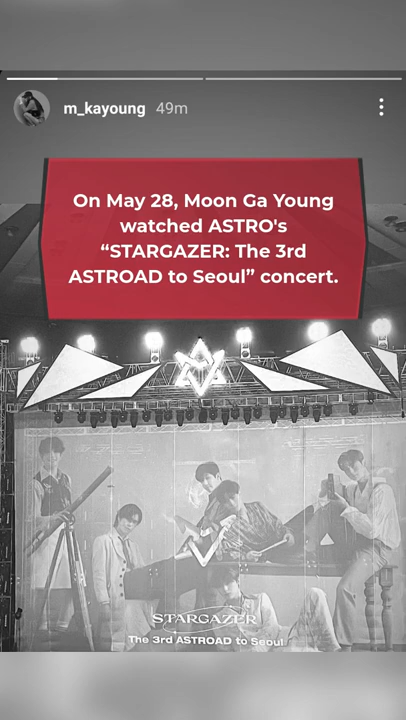 m_kayoung 49m
On May 28, Moon Ga Young
watched ASTRO's
“STARGAZER: The 3rd
ASTROAD to Seoul” concert.
STARGAZER
The 3rd ASTROAD to Seoul